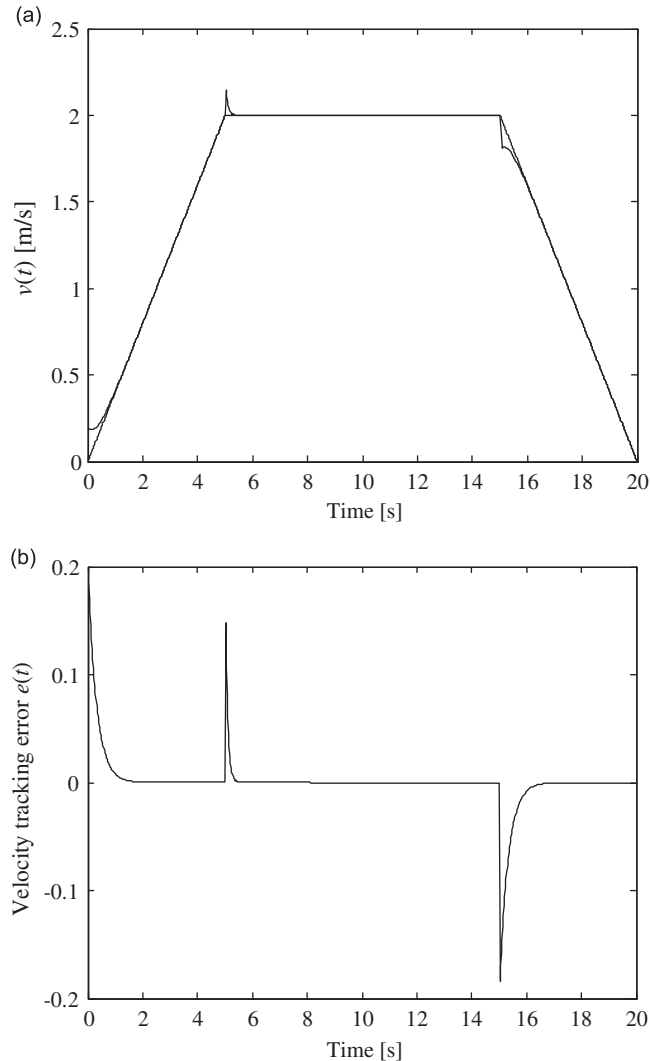 (a)
2.5
2
1.5
1
0.5
0
v(t) [m/s]
0 2 4 6 8 10 12 14 16 18 20
Time [s]
(b)
0.2
0.1
0
-0.1
-0.2
Velocity tracking error e(t)
0 2 4 6 8 10 12 14 16 18 20
Time [s]